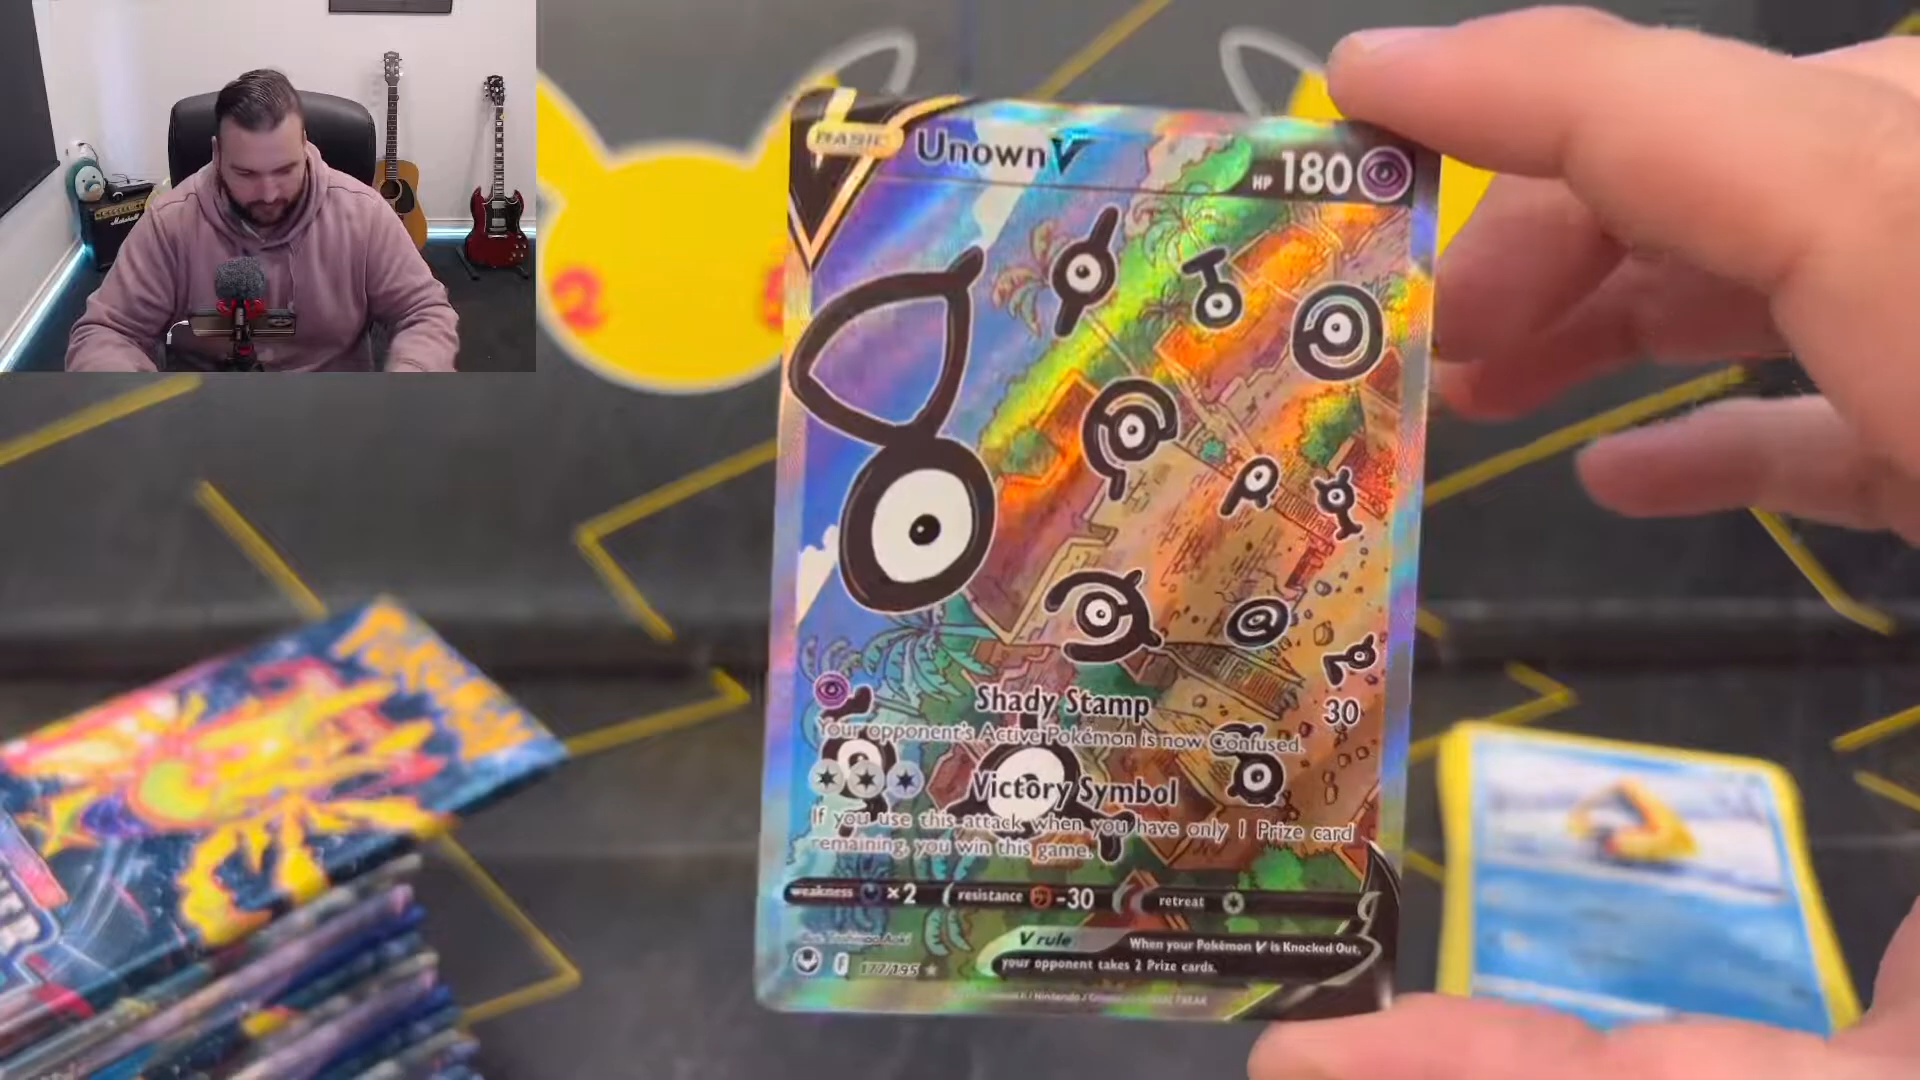 Marshall
BASIC
Unown V
HP 180
Shady Stamp
30
Your opponent's Active Pokémon is now Confused.
Victory Symbol
If you use this attack when you have only 1 Prize card
remaining, you win this game.
weakness ×2 resistance -30 retreat
V rule
When your Pokémon V is Knocked Out,
your opponent takes 2 Prize cards.
F 177/195
POKÉMON